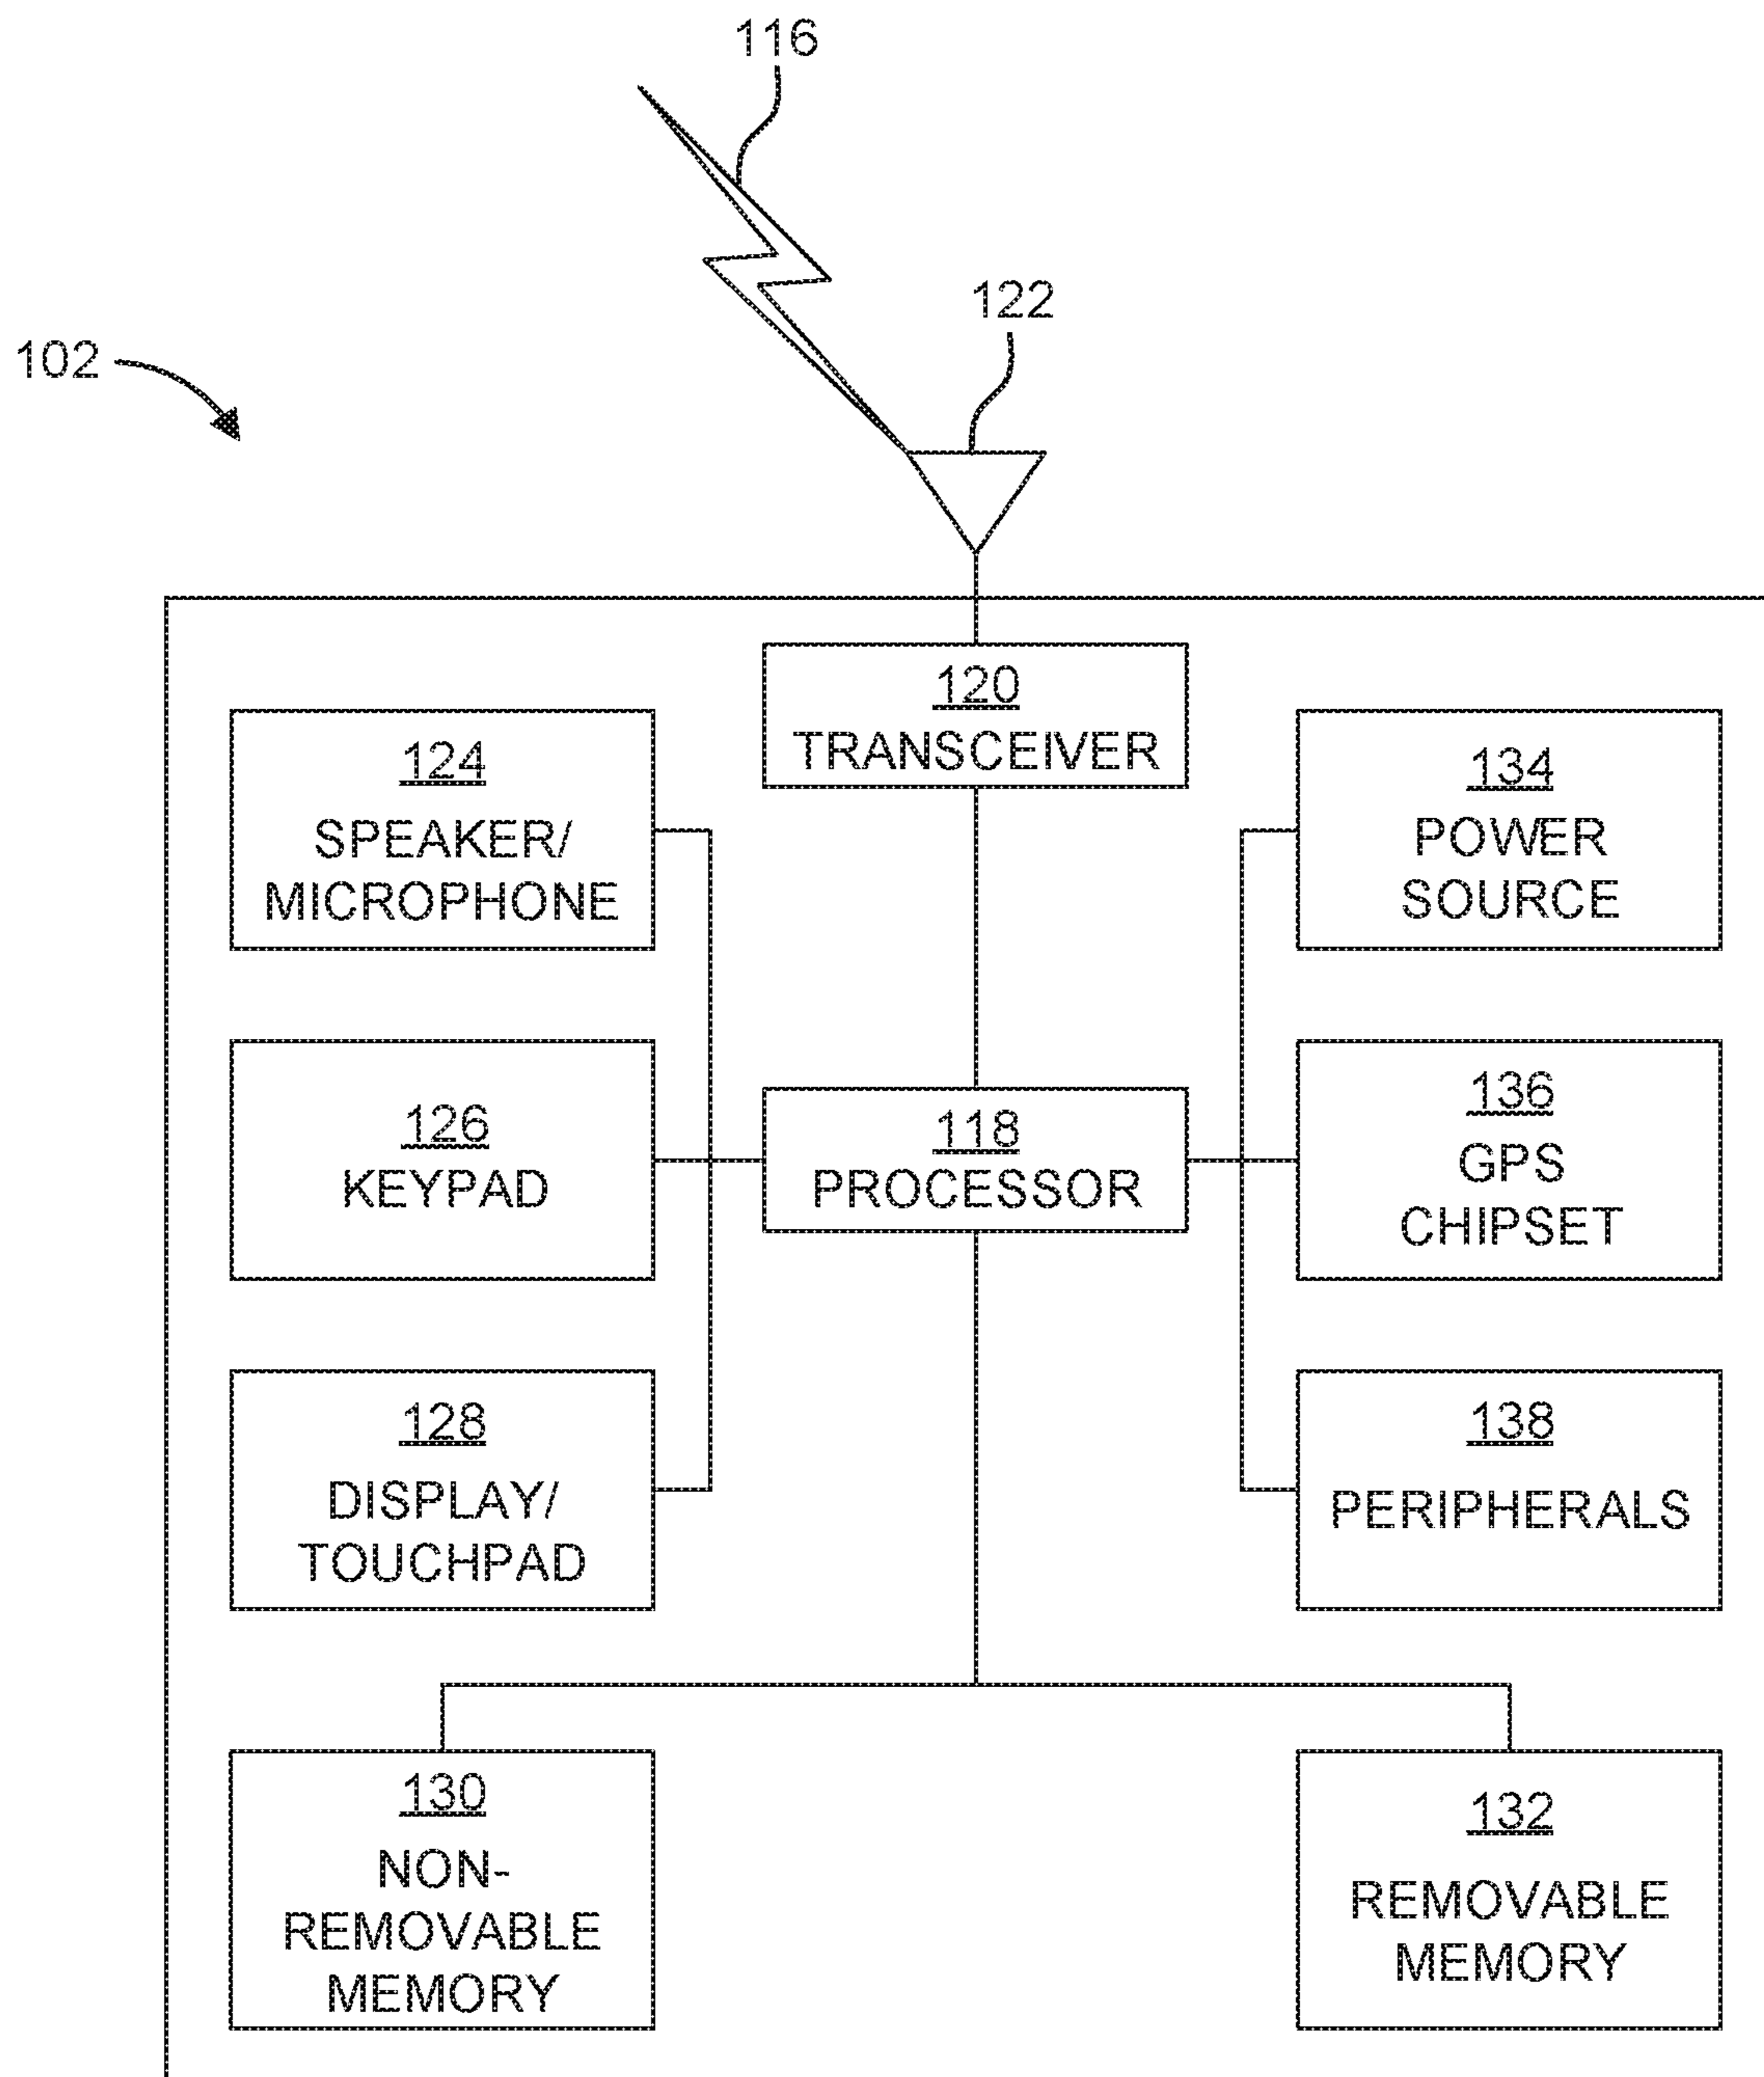 116
122
102
120
TRANSCEIVER
124
SPEAKER/
MICROPHONE
134
POWER
SOURCE
126
KEYPAD
118
PROCESSOR
136
GPS
CHIPSET
128
DISPLAY/
TOUCHPAD
138
PERIPHERALS
130
NON-
REMOVABLE
MEMORY
132
REMOVABLE
MEMORY